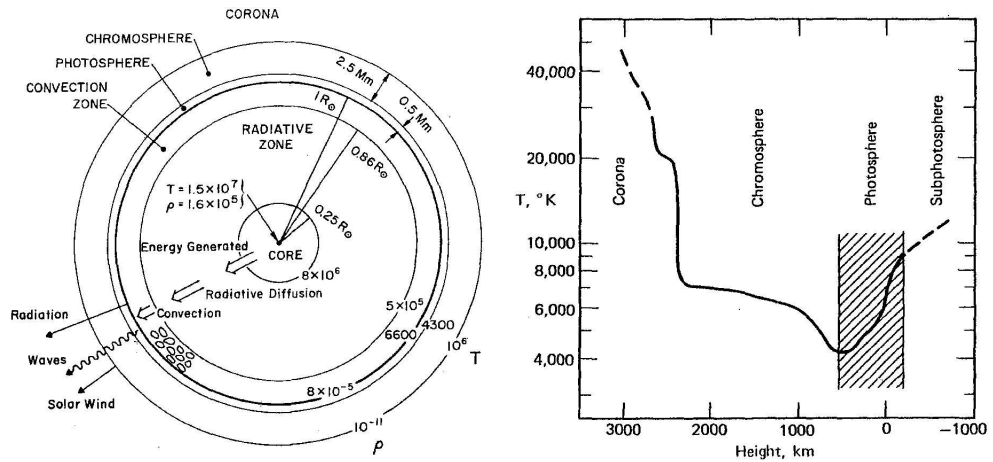 CORONA
CHROMOSPHERE
PHOTOSPHERE
CONVECTION
ZONE
2.5 Mm
0.5 Mm
1R⊙
RADIATIVE
ZONE
0.86R⊙
T = 1.5×10⁷
ρ = 1.6×10⁵
0.25R⊙
Energy Generated
CORE
8×10⁶
Radiative Diffusion
Convection
5×10⁵
6600
4300
10⁶
T
Radiation
Waves
Solar Wind
8×10⁻⁵
10⁻¹¹
ρ
40,000
20,000
T, °K
10,000
8,000
6,000
4,000
Corona
Chromosphere
Photosphere
Subphotosphere
3000 2000 1000 0 −1000
Height, km